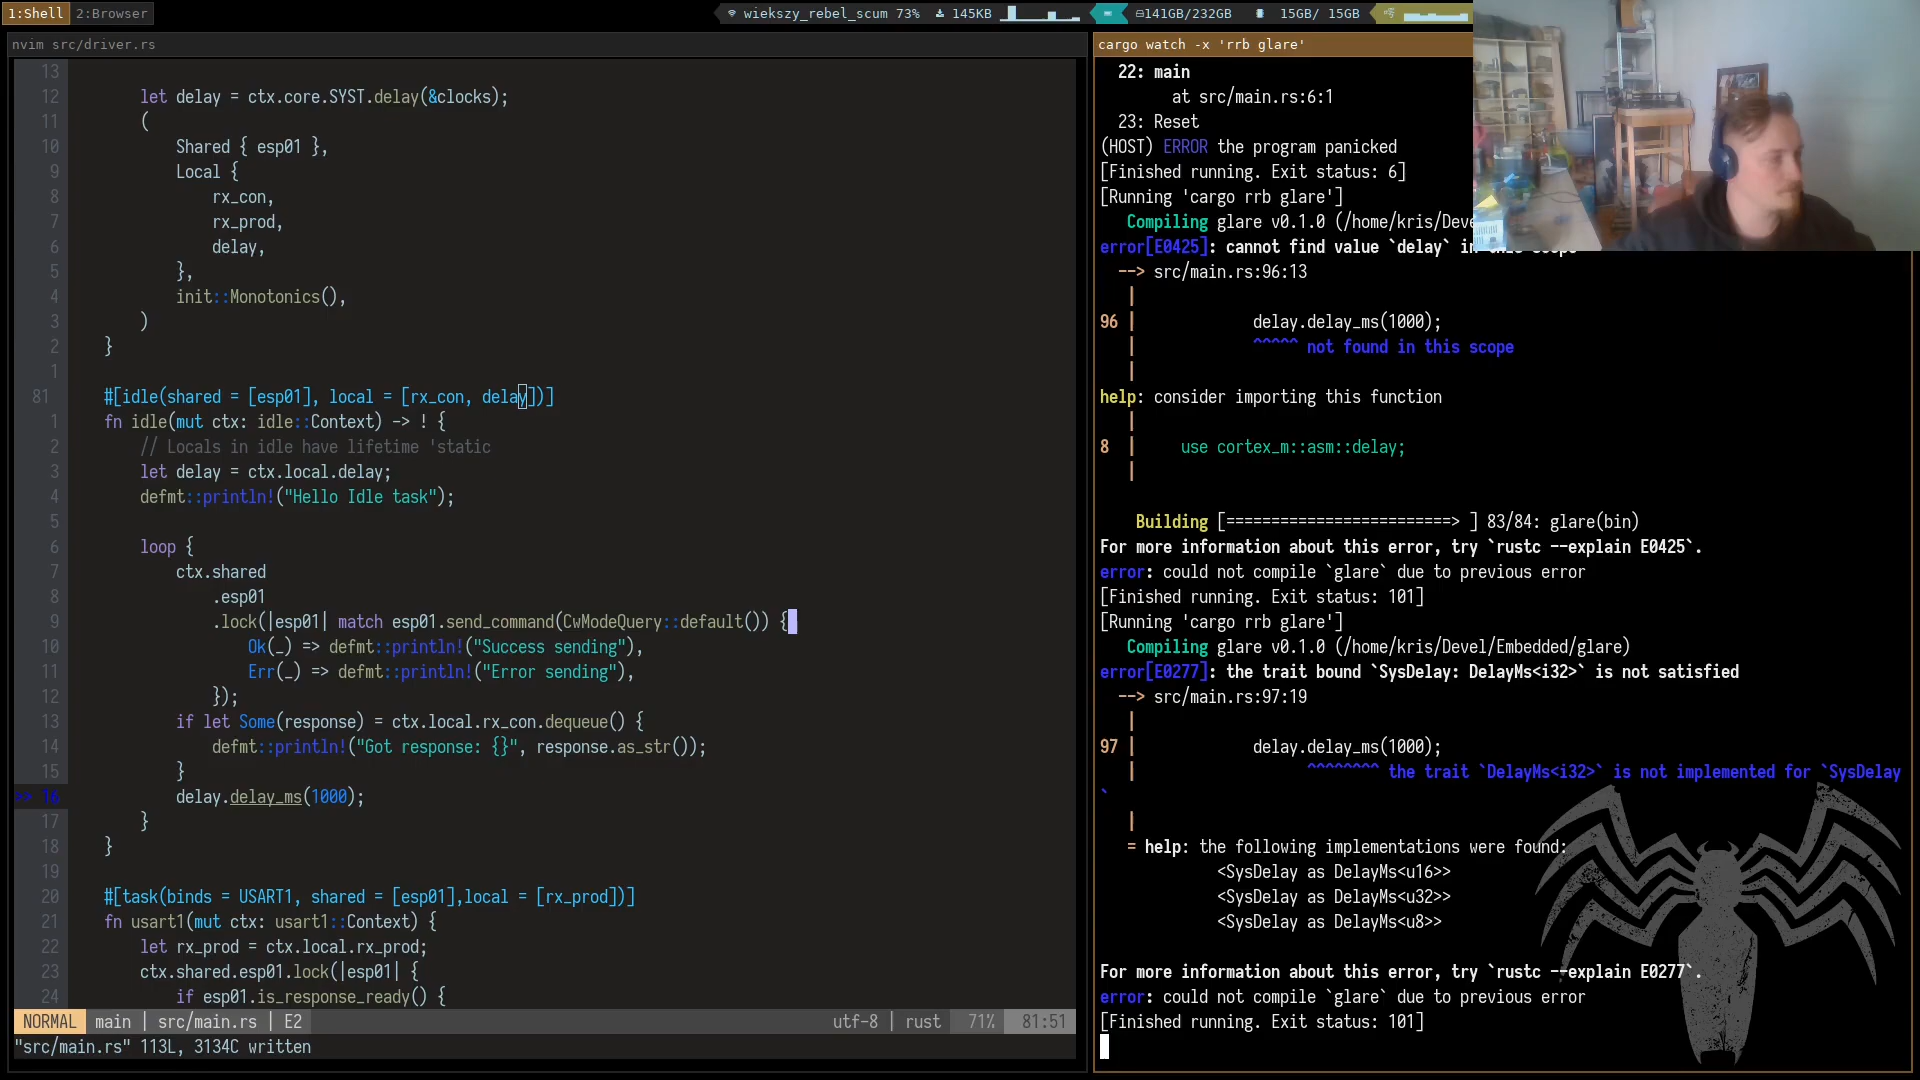 1:Shell 2:Browser
wiekszy_rebel_scum 73% 145KB 141GB/232GB 15GB/ 15GB
nvim src/driver.rs
13
12 let delay = ctx.core.SYST.delay(&clocks);
11 (
10 Shared { esp01 },
9 Local {
8 rx_con,
7 rx_prod,
6 delay,
5 },
4 init::Monotonics(),
3 )
2 }
1
81 #[idle(shared = [esp01], local = [rx_con, delay])]
1 fn idle(mut ctx: idle::Context) -> ! {
2 // Locals in idle have lifetime 'static
3 let delay = ctx.local.delay;
4 defmt::println!("Hello Idle task");
5
6 loop {
7 ctx.shared
8 .esp01
9 .lock(|esp01| match esp01.send_command(CwModeQuery::default()) {
10 Ok(_) => defmt::println!("Success sending"),
11 Err(_) => defmt::println!("Error sending"),
12 });
13 if let Some(response) = ctx.local.rx_con.dequeue() {
14 defmt::println!("Got response: {}", response.as_str());
15 }
>> 16 delay.delay_ms(1000);
17 }
18 }
19
20 #[task(binds = USART1, shared = [esp01],local = [rx_prod])]
21 fn usart1(mut ctx: usart1::Context) {
22 let rx_prod = ctx.local.rx_prod;
23 ctx.shared.esp01.lock(|esp01| {
24 if esp01.is_response_ready() {
NORMAL main | src/main.rs | E2 utf-8 | rust 71% 81:51
"src/main.rs" 113L, 3134C written
cargo watch -x 'rrb glare'
22: main
at src/main.rs:6:1
23: Reset
(HOST) ERROR the program panicked
[Finished running. Exit status: 6]
[Running 'cargo rrb glare']
Compiling glare v0.1.0 (/home/kris/Deve
error[E0425]: cannot find value `delay` in this scope
--> src/main.rs:96:13
|
96 | delay.delay_ms(1000);
| ^^^^^ not found in this scope
|
help: consider importing this function
|
8 | use cortex_m::asm::delay;
|
Building [=========================> ] 83/84: glare(bin)
For more information about this error, try `rustc --explain E0425`.
error: could not compile `glare` due to previous error
[Finished running. Exit status: 101]
[Running 'cargo rrb glare']
Compiling glare v0.1.0 (/home/kris/Devel/Embedded/glare)
error[E0277]: the trait bound `SysDelay: DelayMs<i32>` is not satisfied
--> src/main.rs:97:19
|
97 | delay.delay_ms(1000);
| ^^^^^^^^ the trait `DelayMs<i32>` is not implemented for `SysDelay
`
|
= help: the following implementations were found:
<SysDelay as DelayMs<u16>>
<SysDelay as DelayMs<u32>>
<SysDelay as DelayMs<u8>>
For more information about this error, try `rustc --explain E0277`.
error: could not compile `glare` due to previous error
[Finished running. Exit status: 101]